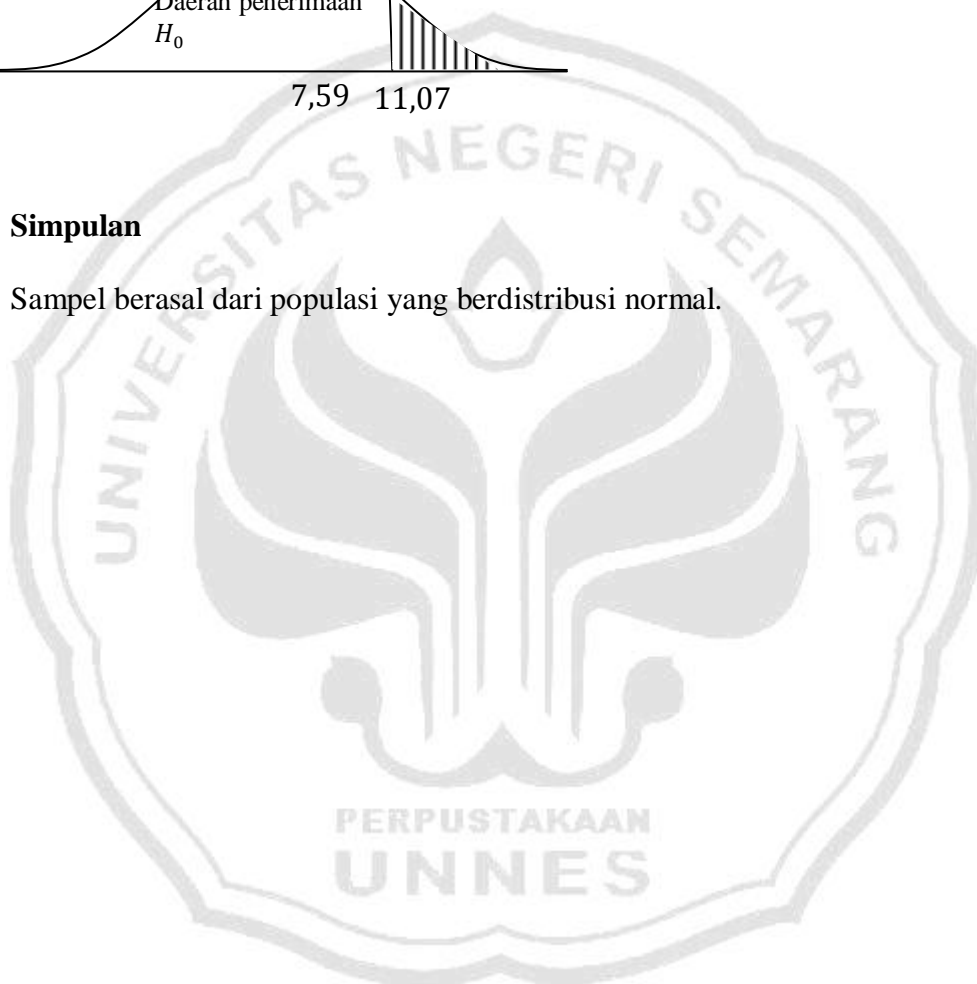 Daerah penerimaan
H₀
7,59 11,07
Simpulan
Sampel berasal dari populasi yang berdistribusi normal.
UNIVERSITAS NEGERI SEMARANG
PERPUSTAKAAN
UNNES